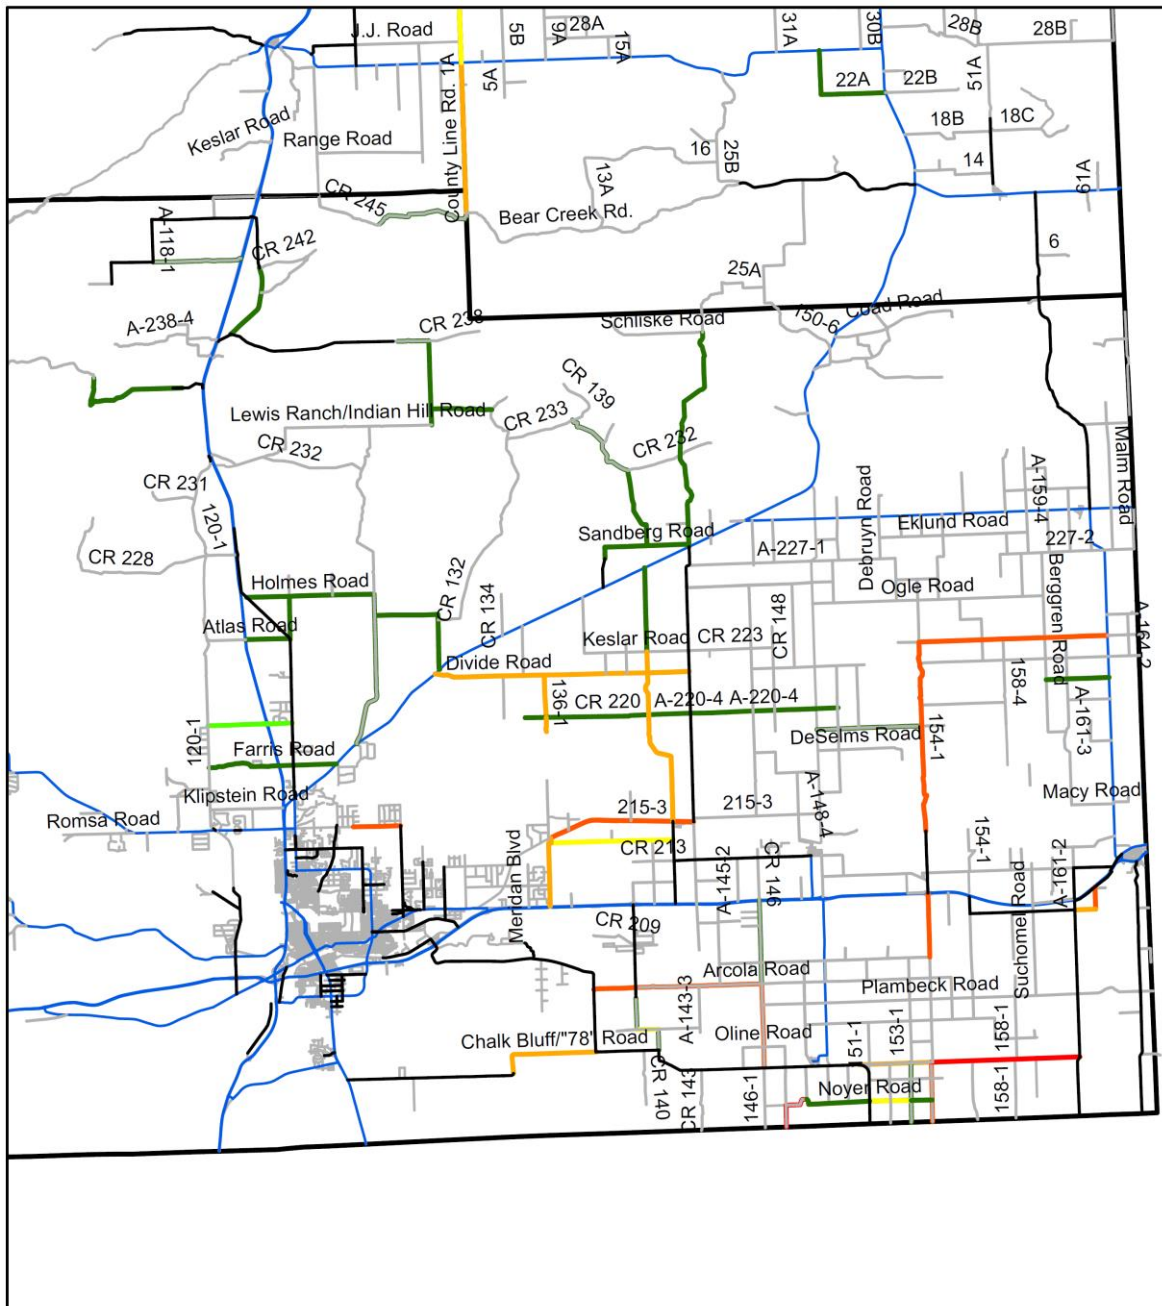 J.J. Road
5B
9A
28A
15A
31A
30B
28B
28B
County Line Rd. 1A
5A
22A
22B
51A
Keslar Road
Range Road
18B
18C
16
25B
14
61A
13A
CR 245
Bear Creek Rd.
A-118-1
CR 242
6
25A
A-238-4
CR 238
Schliske Road
150-6
Coad Road
CR 139
Lewis Ranch/Indian Hill Road
CR 233
CR 232
CR 232
Malm Road
CR 231
120-1
A-159-4
Debruyn Road
Eklund Road
Sandberg Road
A-227-1
227-2
CR 228
Holmes Road
CR 132
CR 134
CR 148
Ogle Road
Berggren Road
Atlas Road
Keslar Road
CR 223
A-164-2
Divide Road
136-1
CR 220
A-220-4
A-220-4
158-4
A-161-3
120-1
Farris Road
DeSelms Road
154-1
Klipstein Road
Romsa Road
215-3
215-3
A-148-4
Macy Road
CR 213
Meridan Blvd
A-145-2
CR 146
154-1
A-161-2
Suchomel Road
CR 209
Arcola Road
Plambeck Road
A-143-3
Chalk Bluff/"78' Road
Oline Road
51-1
153-1
158-1
CR 140
CR 143
146-1
Noyer Road
158-1